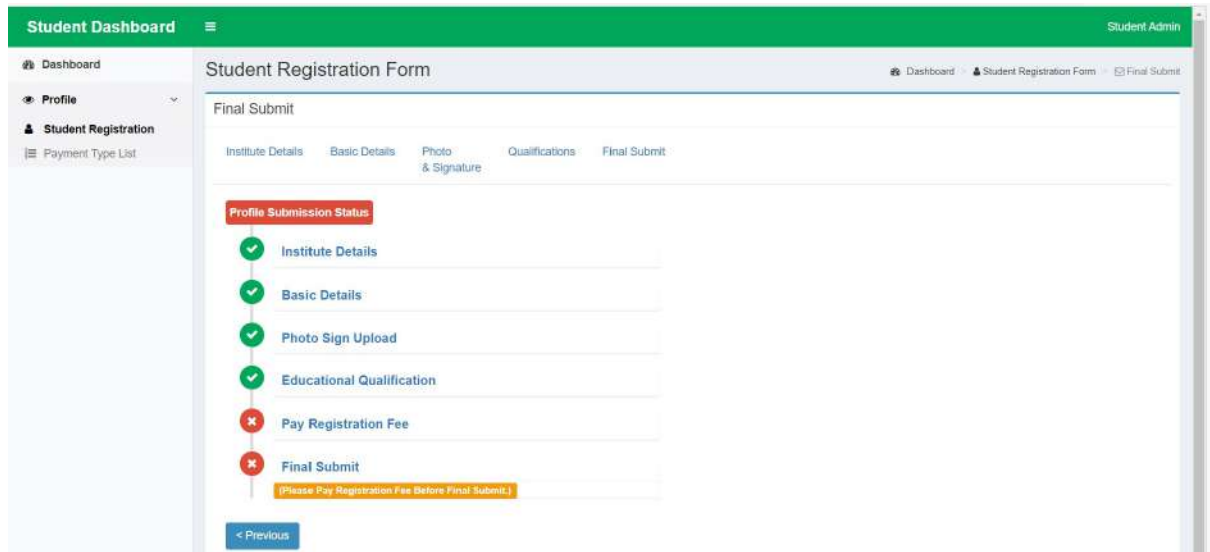 Student Dashboard
Student Admin
Dashboard
Profile
Student Registration
Payment Type List
Student Registration Form
Dashboard > Student Registration Form > Final Submit
Final Submit
Institute Details
Basic Details
Photo
& Signature
Qualifications
Final Submit
Profile Submission Status
Institute Details
Basic Details
Photo Sign Upload
Educational Qualification
Pay Registration Fee
Final Submit
(Please Pay Registration Fee Before Final Submit.)
< Previous